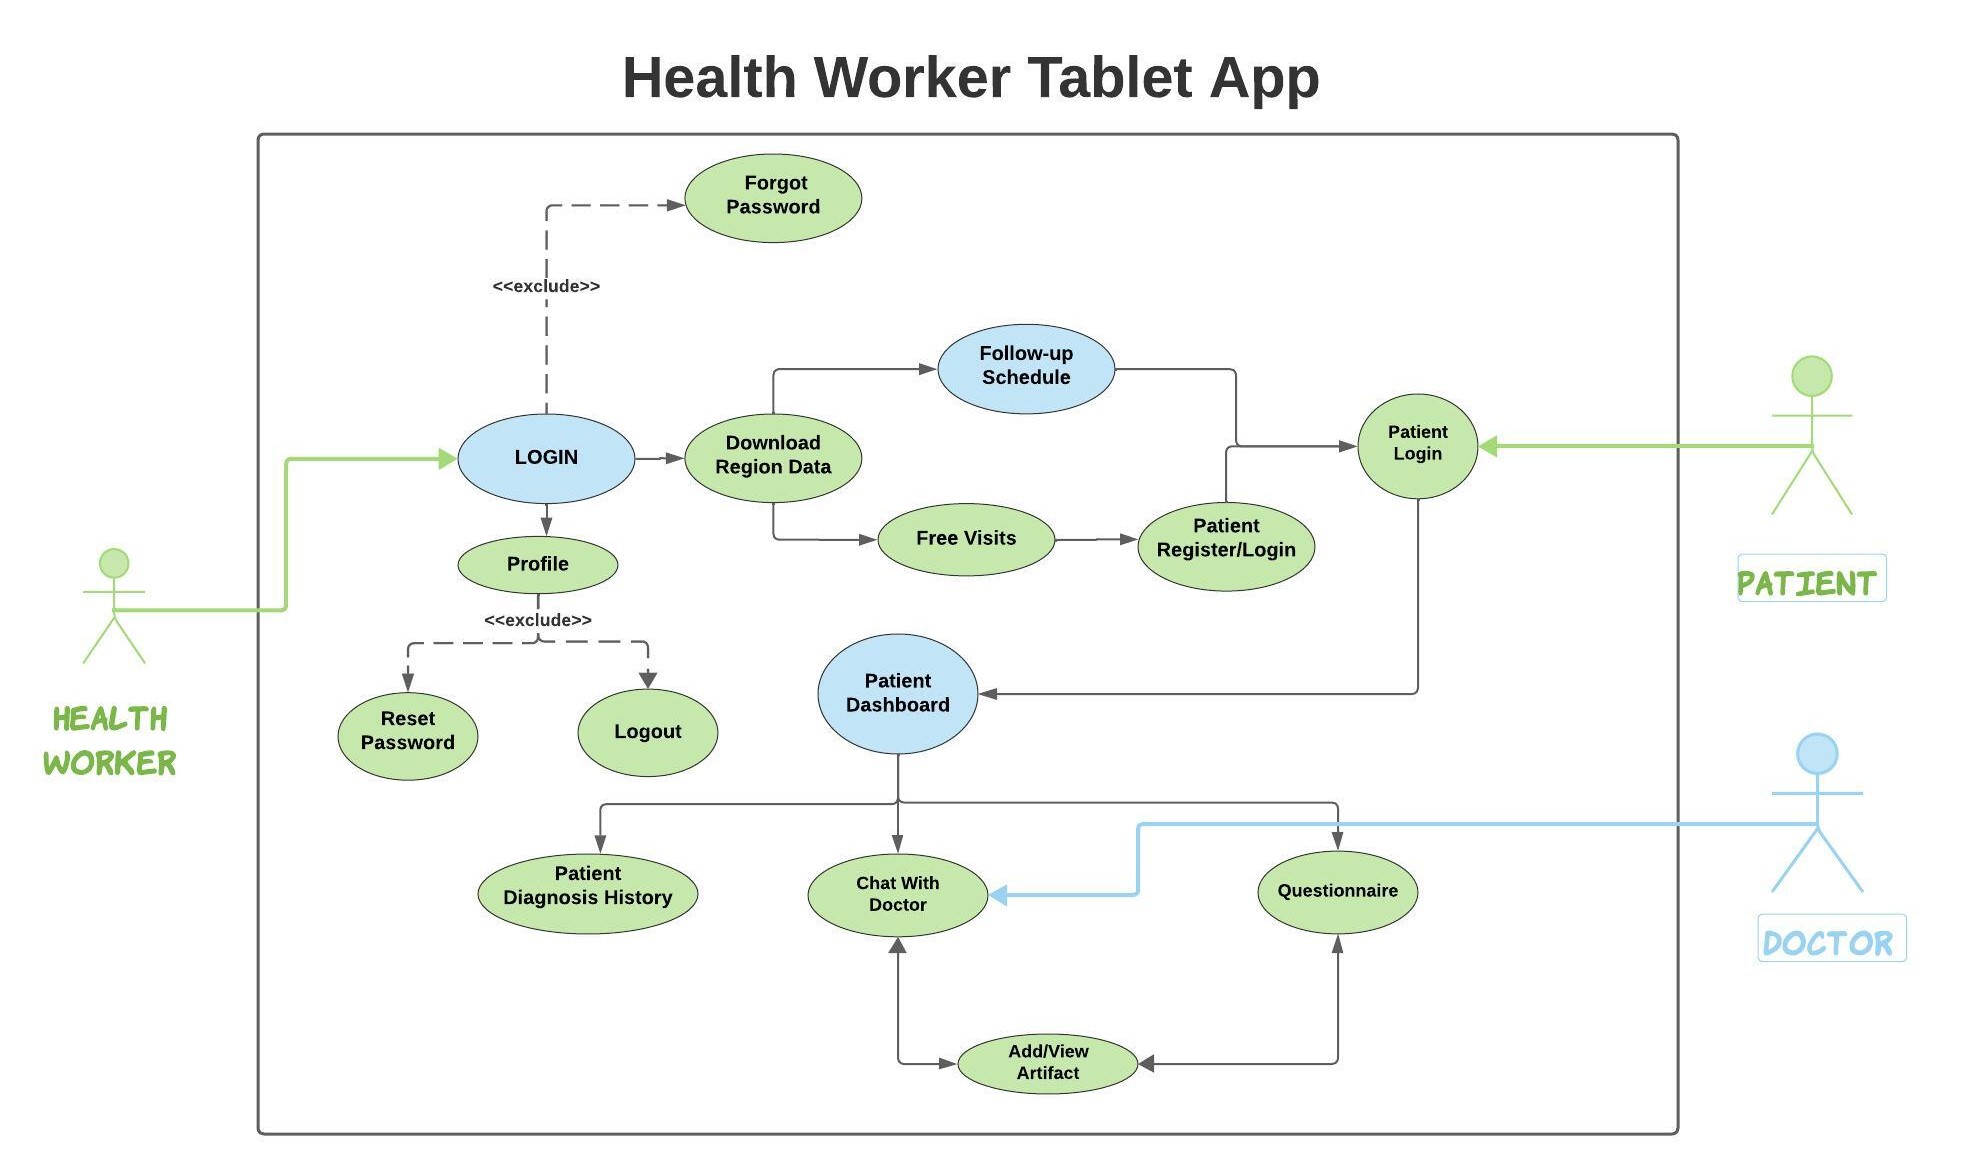 Health Worker Tablet App
Forgot
Password
<<exclude>>
Follow-up
Schedule
LOGIN
Download
Region Data
Patient
Login
Free Visits
Patient
Register/Login
Profile
<<exclude>>
Reset
Password
Logout
Patient
Dashboard
HEALTH
WORKER
PATIENT
Patient
Diagnosis History
Chat With
Doctor
Questionnaire
DOCTOR
Add/View
Artifact